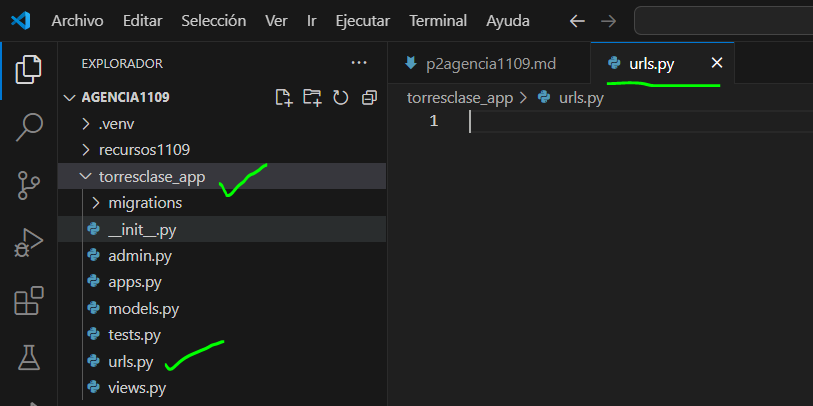 Archivo Editar Selección Ver Ir Ejecutar Terminal Ayuda
EXPLORADOR
AGENCIA1109
.venv
recursos1109
torresclase_app
migrations
__init__.py
admin.py
apps.py
models.py
tests.py
urls.py
views.py
p2agencia1109.md urls.py
torresclase_app > urls.py
1